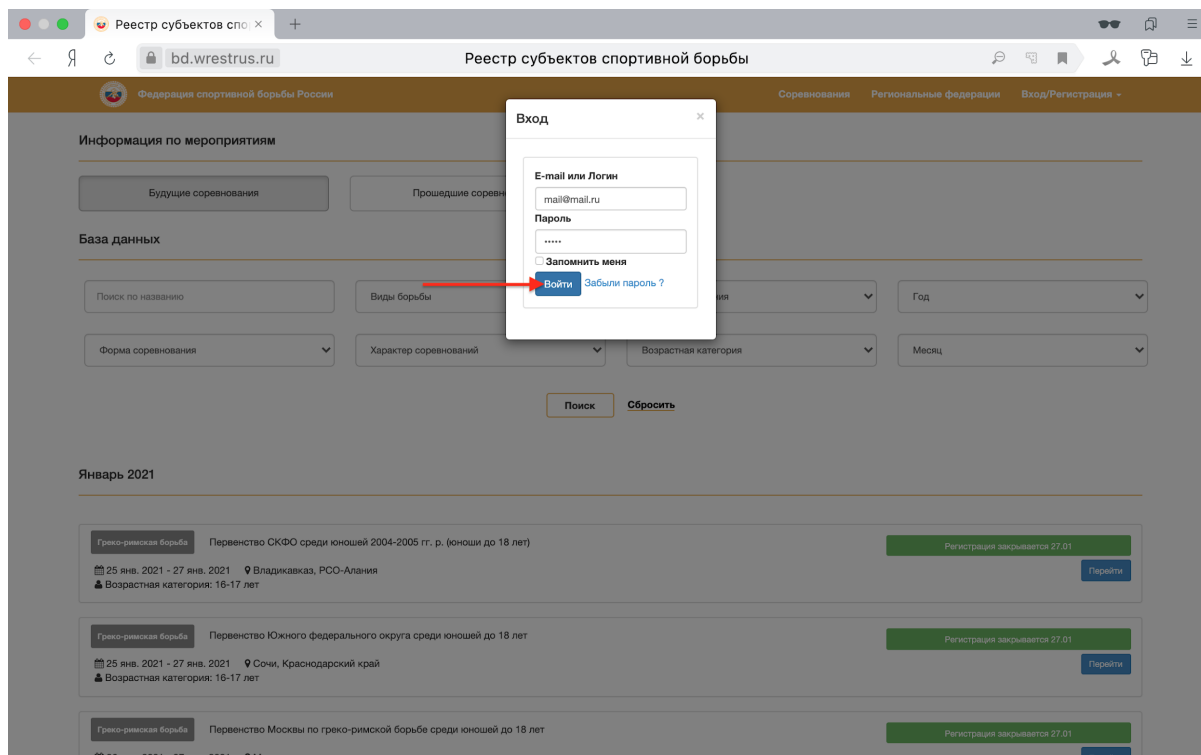 Реестр субъектов спо
bd.wrestrus.ru
Реестр субъектов спортивной борьбы
Федерация спортивной борьбы России
Соревнования
Региональные федерации
Вход/Регистрация
Вход
×
E-mail или Логин
mail@mail.ru
Пароль
•••••
Запомнить меня
Войти
Забыли пароль ?
Информация по мероприятиям
Будущие соревнования
Прошедшие соревн
База данных
Поиск по названию
Виды борьбы
Год
Форма соревнования
Характер соревнований
Возрастная категория
Месяц
Поиск
Сбросить
Январь 2021
Греко-римская борьба
Первенство СКФО среди юношей 2004-2005 гг. р. (юноши до 18 лет)
Регистрация закрывается 27.01
25 янв. 2021 - 27 янв. 2021
Владикавказ, РСО-Алания
Перейти
Возрастная категория: 16-17 лет
Греко-римская борьба
Первенство Южного федерального округа среди юношей до 18 лет
Регистрация закрывается 27.01
25 янв. 2021 - 27 янв. 2021
Сочи, Краснодарский край
Перейти
Возрастная категория: 16-17 лет
Греко-римская борьба
Первенство Москвы по греко-римской борьбе среди юношей до 18 лет
Регистрация закрывается 27.01